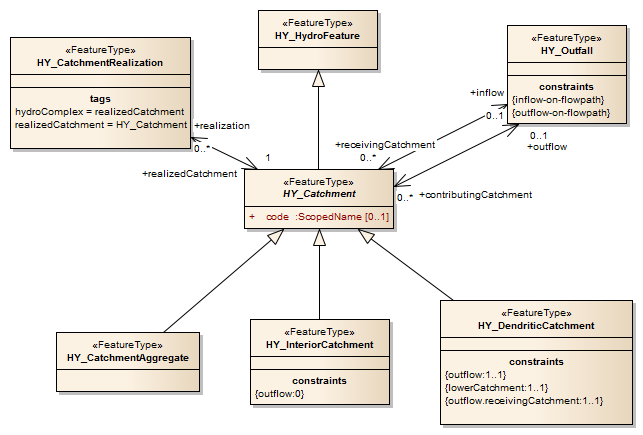 «FeatureType»
HY_HydroFeature
«FeatureType»
HY_CatchmentRealization
tags
hydroComplex = realizedCatchment
realizedCatchment = HY_Catchment
«FeatureType»
HY_Outfall
constraints
{inflow-on-flowpath}
{outflow-on-flowpath}
+inflow
0..1
0..1
+outflow
+realization
0..*
1
+realizedCatchment
+receivingCatchment
0..*
0..*
+contributingCatchment
«FeatureType»
HY_Catchment
+ code :ScopedName [0..1]
«FeatureType»
HY_CatchmentAggregate
«FeatureType»
HY_InteriorCatchment
constraints
{outflow:0}
«FeatureType»
HY_DendriticCatchment
constraints
{outflow:1..1}
{lowerCatchment:1..1}
{outflow.receivingCatchment:1..1}